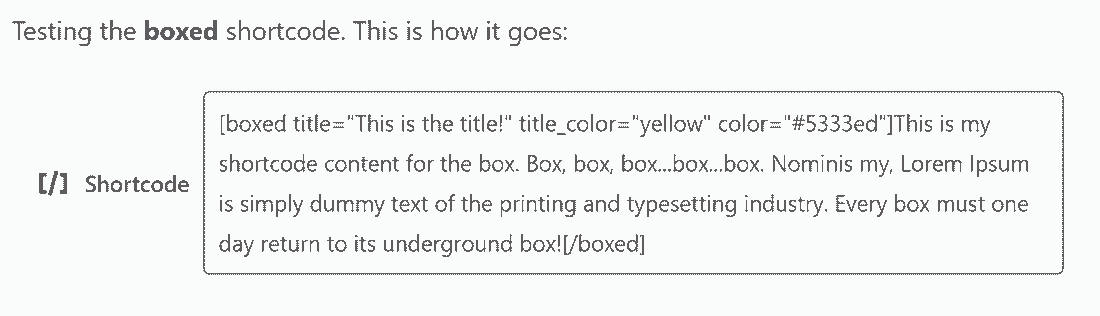 Testing the boxed shortcode. This is how it goes:
[/] Shortcode
[boxed title="This is the title!" title_color="yellow" color="#5333ed"]This is my
shortcode content for the box. Box, box, box...box...box. Nominis my, Lorem Ipsum
is simply dummy text of the printing and typesetting industry. Every box must one
day return to its underground box![/boxed]